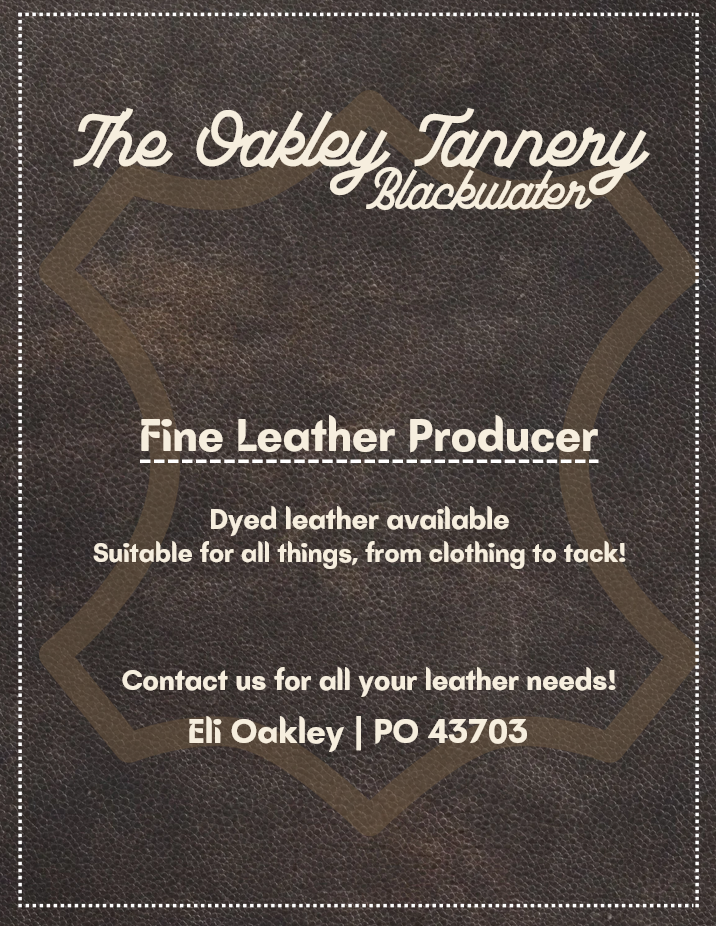 The Oakley Tannery
Blackwater
Fine Leather Producer
Dyed leather available
Suitable for all things, from clothing to tack!
Contact us for all your leather needs!
Eli Oakley | PO 43703